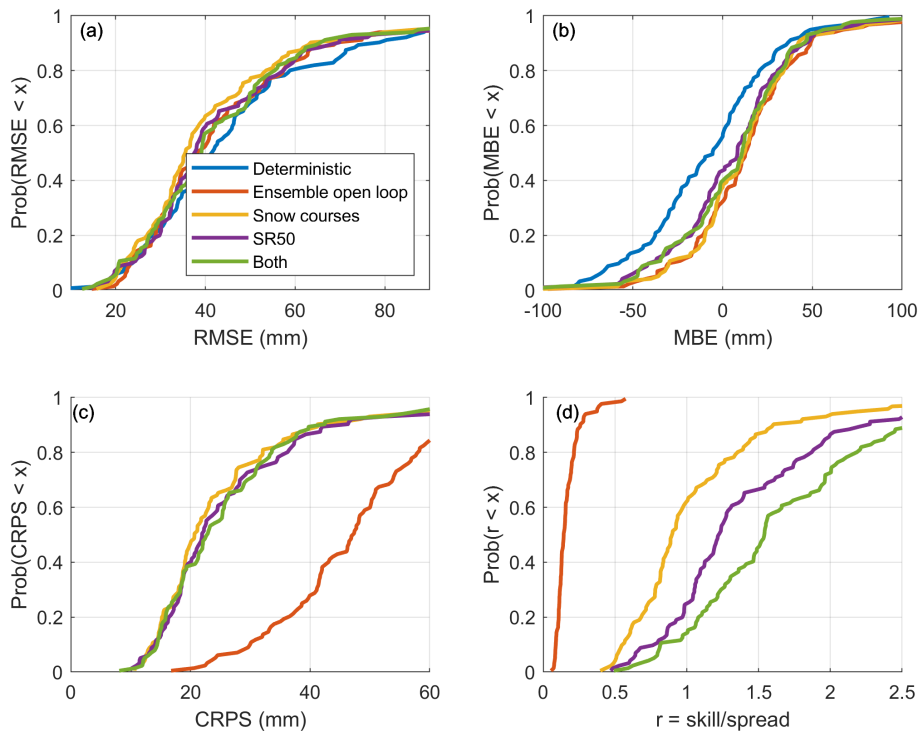 (a)
Prob(RMSE < x)
1
0.8
0.6
0.4
0.2
0
20 40 60 80
RMSE (mm)
Deterministic
Ensemble open loop
Snow courses
SR50
Both
(b)
Prob(MBE < x)
1
0.8
0.6
0.4
0.2
0
-100 -50 0 50 100
MBE (mm)
(c)
Prob(CRPS < x)
1
0.8
0.6
0.4
0.2
0
0 20 40 60
CRPS (mm)
(d)
Prob(r < x)
1
0.8
0.6
0.4
0.2
0
0 0.5 1 1.5 2 2.5
r = skill/spread